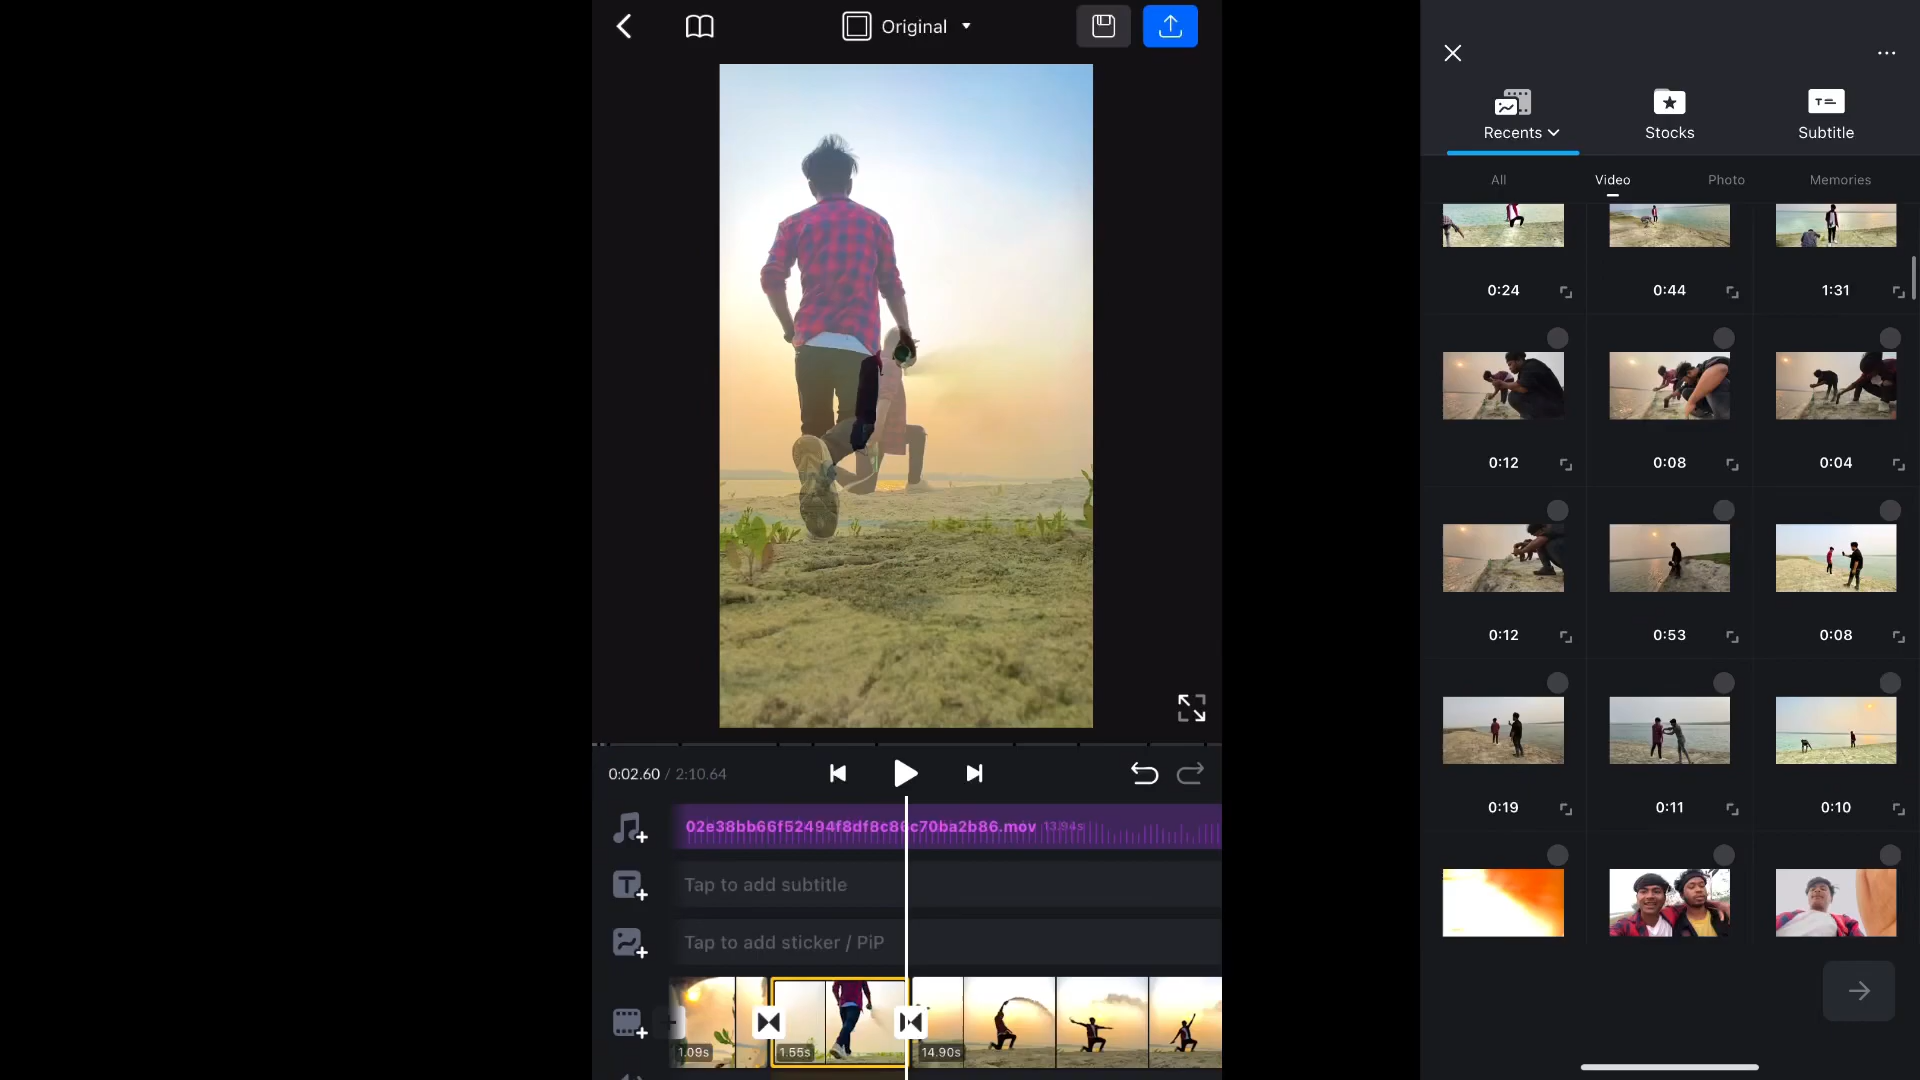 Original
0:02.60 / 2:10.64
02e38bb66f52494f8df8c86c70ba2b86.mov 13.94s
Tap to add subtitle
Tap to add sticker / PiP
1.09s
1.55s
14.90s
Recents
Stocks
Subtitle
All
Video
Photo
Memories
0:24
0:44
1:31
0:12
0:08
0:04
0:12
0:53
0:08
0:19
0:11
0:10